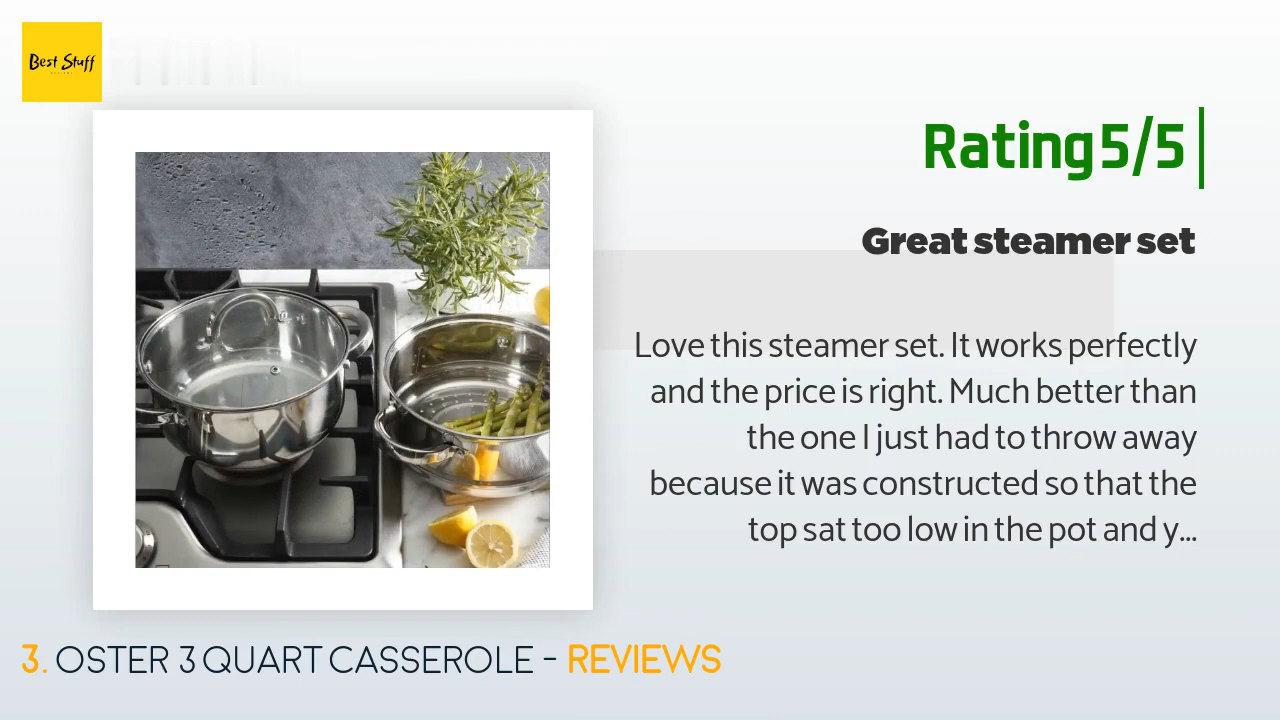 Best Stuff
Rating 5/5
Great steamer set
Love this steamer set. It works perfectly
and the price is right. Much better than
the one I just had to throw away
because it was constructed so that the
top sat too low in the pot and y...
3. OSTER 3 QUART CASSEROLE - REVIEWS